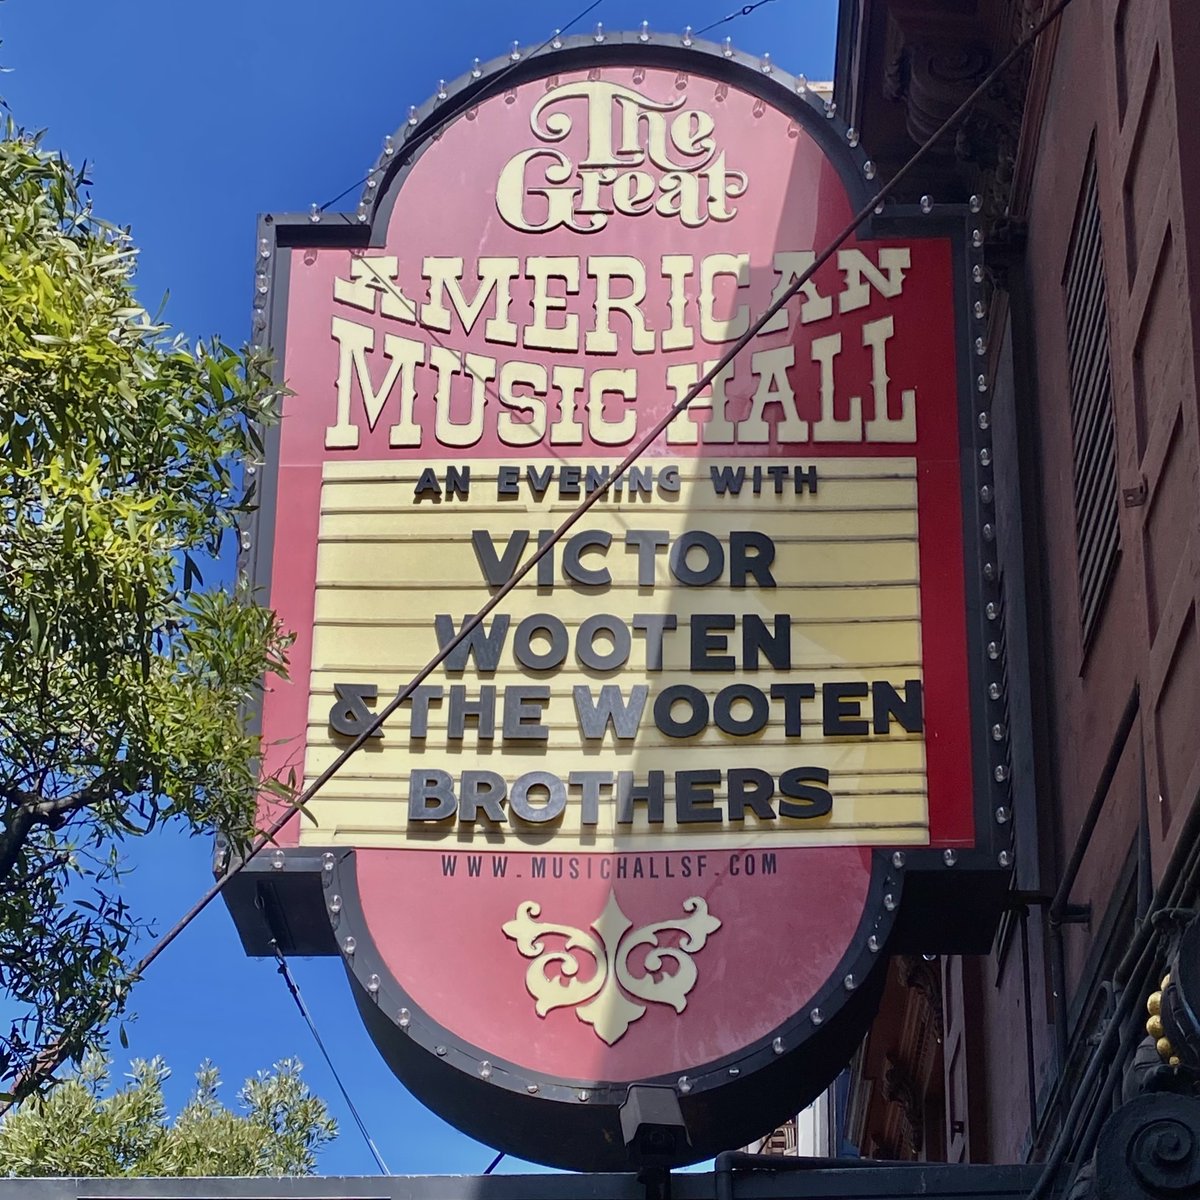 The
Great
AMERICAN
MUSIC HALL
AN EVENING WITH
VICTOR
WOOTEN
& THE WOOTEN
BROTHERS
WWW.MUSICHALLSF.COM